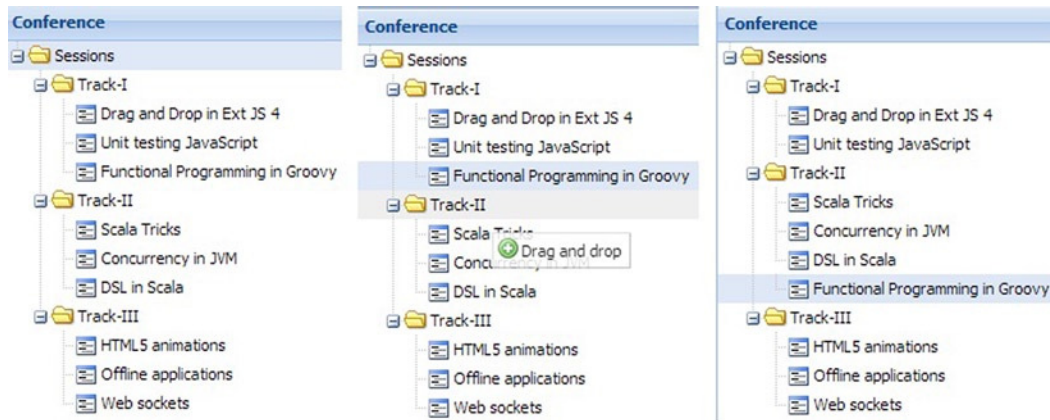 Conference
Sessions
Track-I
Drag and Drop in Ext JS 4
Unit testing JavaScript
Functional Programming in Groovy
Track-II
Scala Tricks
Concurrency in JVM
DSL in Scala
Track-III
HTML5 animations
Offline applications
Web sockets
Conference
Sessions
Track-I
Drag and Drop in Ext JS 4
Unit testing JavaScript
Functional Programming in Groovy
Track-II
Scala Tricks
Drag and drop
Concurrency in JVM
DSL in Scala
Track-III
HTML5 animations
Offline applications
Web sockets
Conference
Sessions
Track-I
Drag and Drop in Ext JS 4
Unit testing JavaScript
Track-II
Scala Tricks
Concurrency in JVM
DSL in Scala
Functional Programming in Groovy
Track-III
HTML5 animations
Offline applications
Web sockets